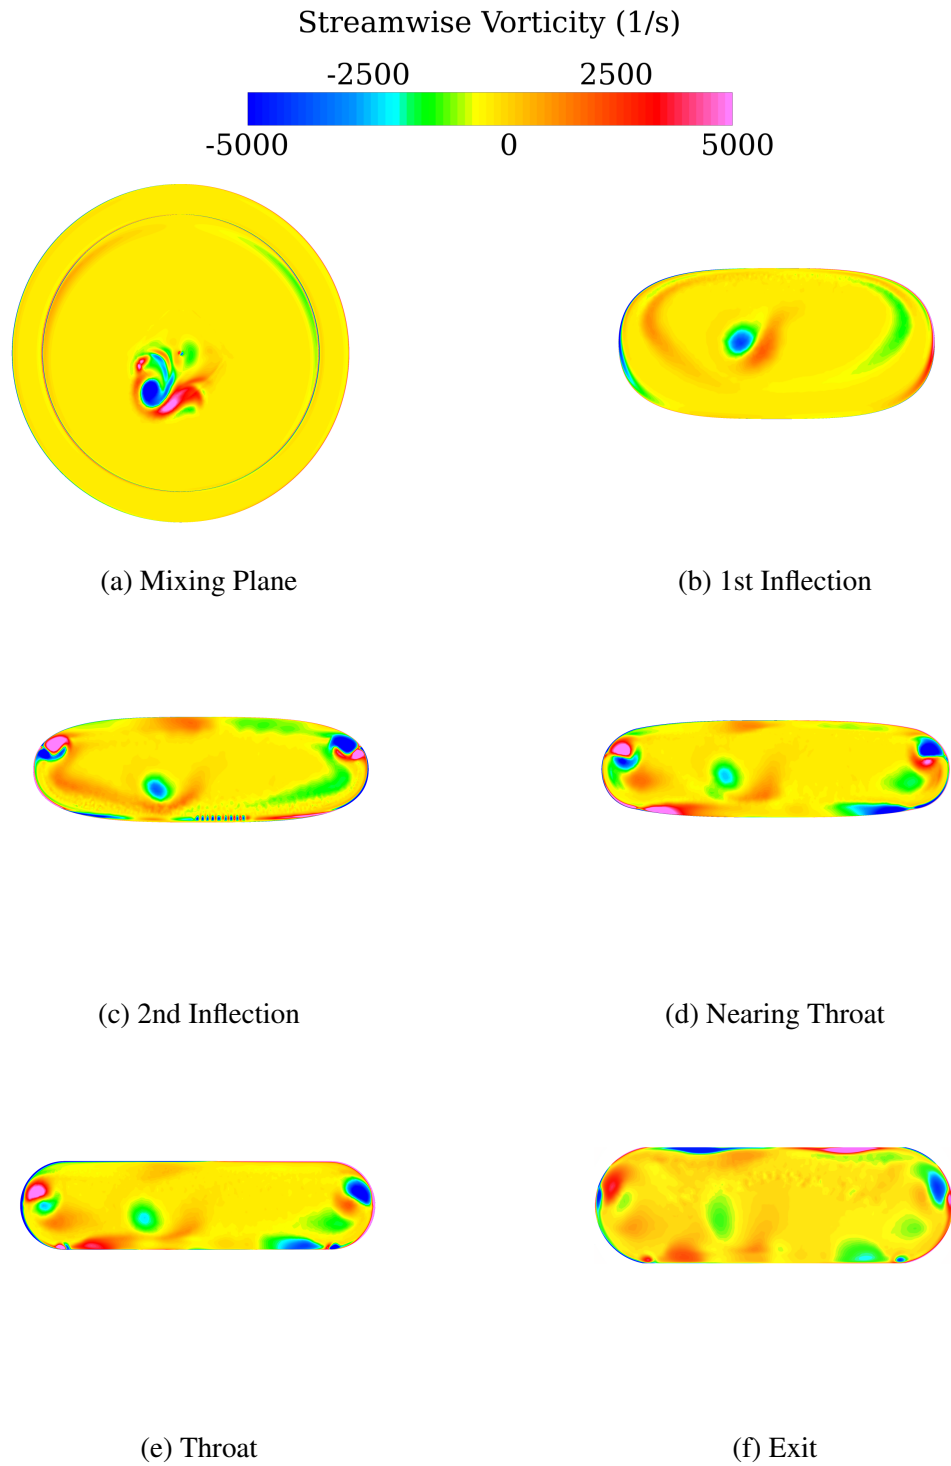 Streamwise Vorticity (1/s)
-2500 2500
-5000 0 5000
(a) Mixing Plane
(b) 1st Inflection
(c) 2nd Inflection
(d) Nearing Throat
(e) Throat
(f) Exit